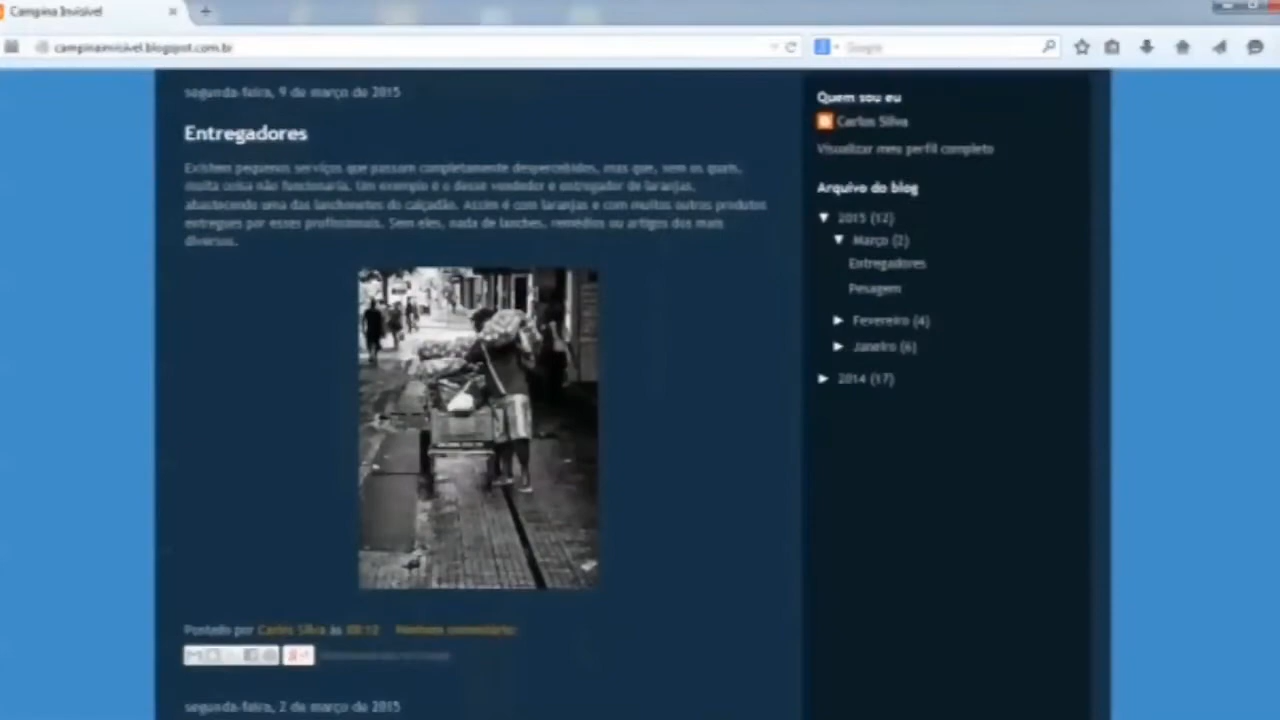 Campina Invisível
campinainvisivel.blogspot.com.br
Google
segunda-feira, 9 de março de 2015
Entregadores
Existem pequenos serviços que passam completamente despercebidos, mas que, sem os quais,
muita coisa não funcionaria. Um exemplo é o desse vendedor e entregador de laranjas,
abastecendo uma das lanchonetes do calçadão. Assim é com laranjas e com muitos outros produtos
entregues por esses profissionais. Sem eles, nada de lanches, remédios ou artigos dos mais
diversos.
Postado por Carlos Silva às Nenhum comentário:
segunda-feira, 2 de março de 2015
Quem sou eu
Carlos Silva
Visualizar meu perfil completo
Arquivo do blog
▼ 2015 (12)
▼ Março (2)
Entregadores
Pesagem
► Fevereiro (4)
► Janeiro (6)
► 2014 (17)